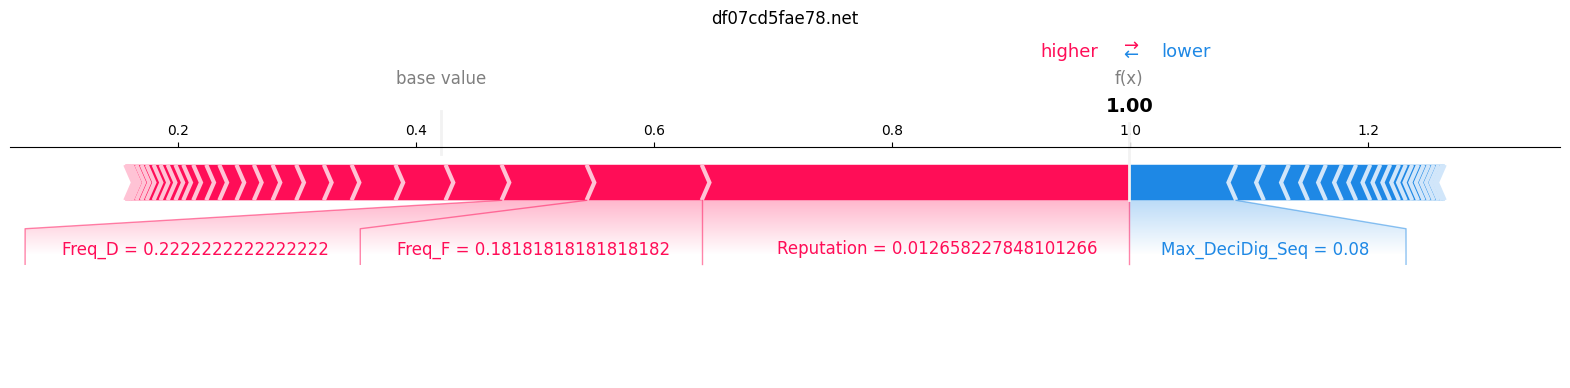 df07cd5fae78.net
higher ⇄ lower
base value f(x)
1.00
0.2 0.4 0.6 0.8 1.0 1.2
Freq_D = 0.2222222222222222 Freq_F = 0.18181818181818182 Reputation = 0.012658227848101266 Max_DeciDig_Seq = 0.08